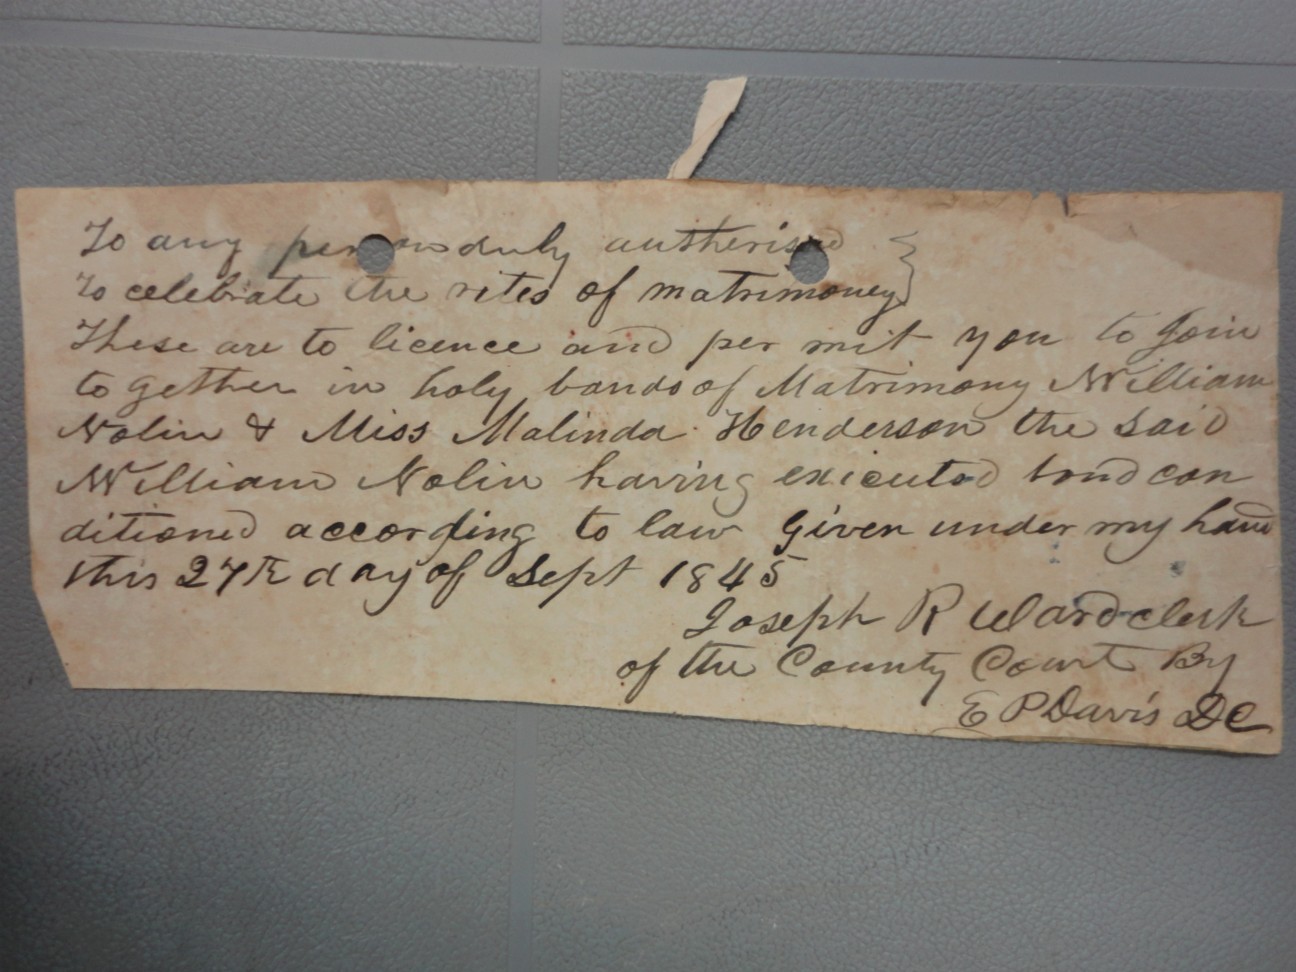 To any person duly autherised
to celebrate the rites of matrimoney
These are to licence and per mit you to Join
to gether in holy bands of Matrimony William
Nolin & Miss Malinda Henderson the said
William Nolin having exicuted bond con
ditioned according to law Given under my hand
this 27th day of Sept 1845
Joseph R Ward clerk
of the County Court By
E P Davis DC